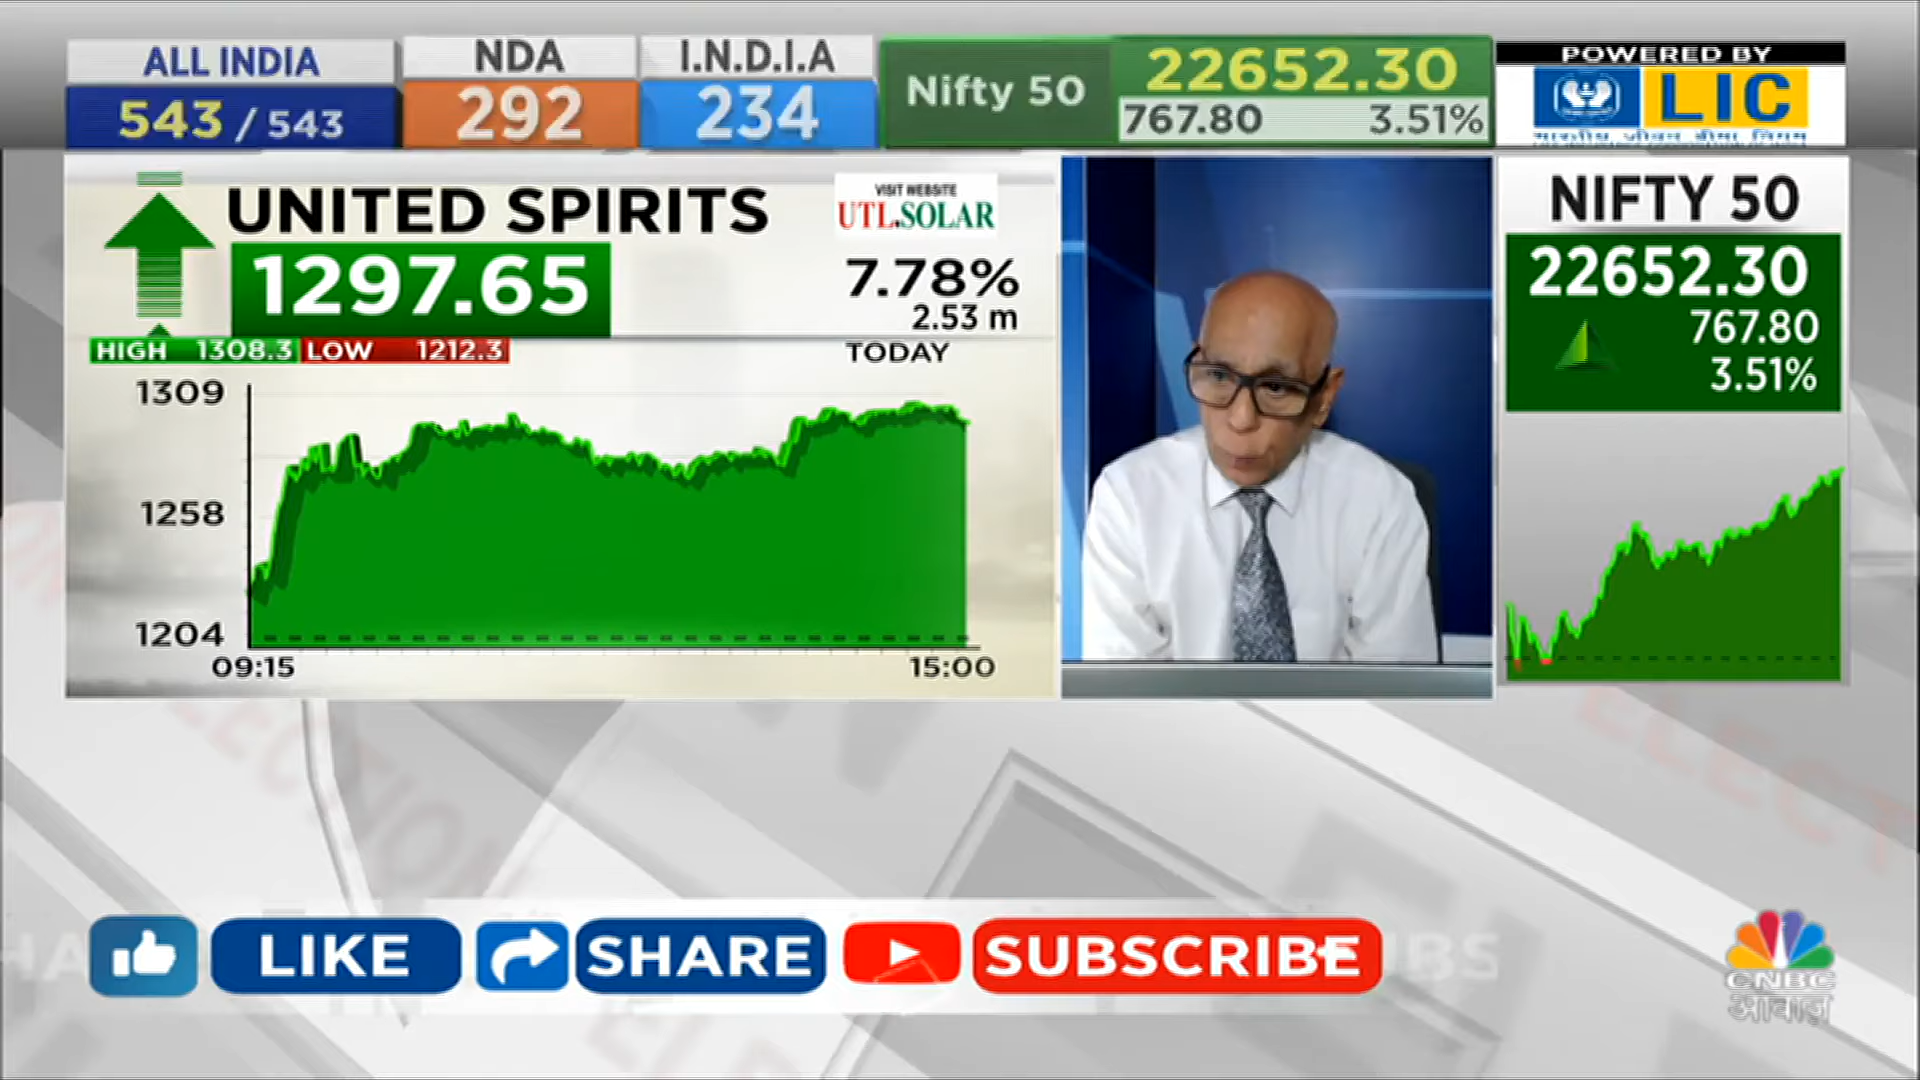 ALL INDIA
543 / 543
NDA
292
I.N.D.I.A
234
Nifty 50
22652.30
767.80 3.51%
POWERED BY
LIC
भारतीय जीवन बीमा निगम
UNITED SPIRITS
1297.65
VISIT WEBSITE
UTL.SOLAR
7.78%
2.53 m
HIGH 1308.3 LOW 1212.3
TODAY
1309
1258
1204
09:15 15:00
NIFTY 50
22652.30
767.80
3.51%
LIKE SHARE SUBSCRIBE
CNBC
आवाज़